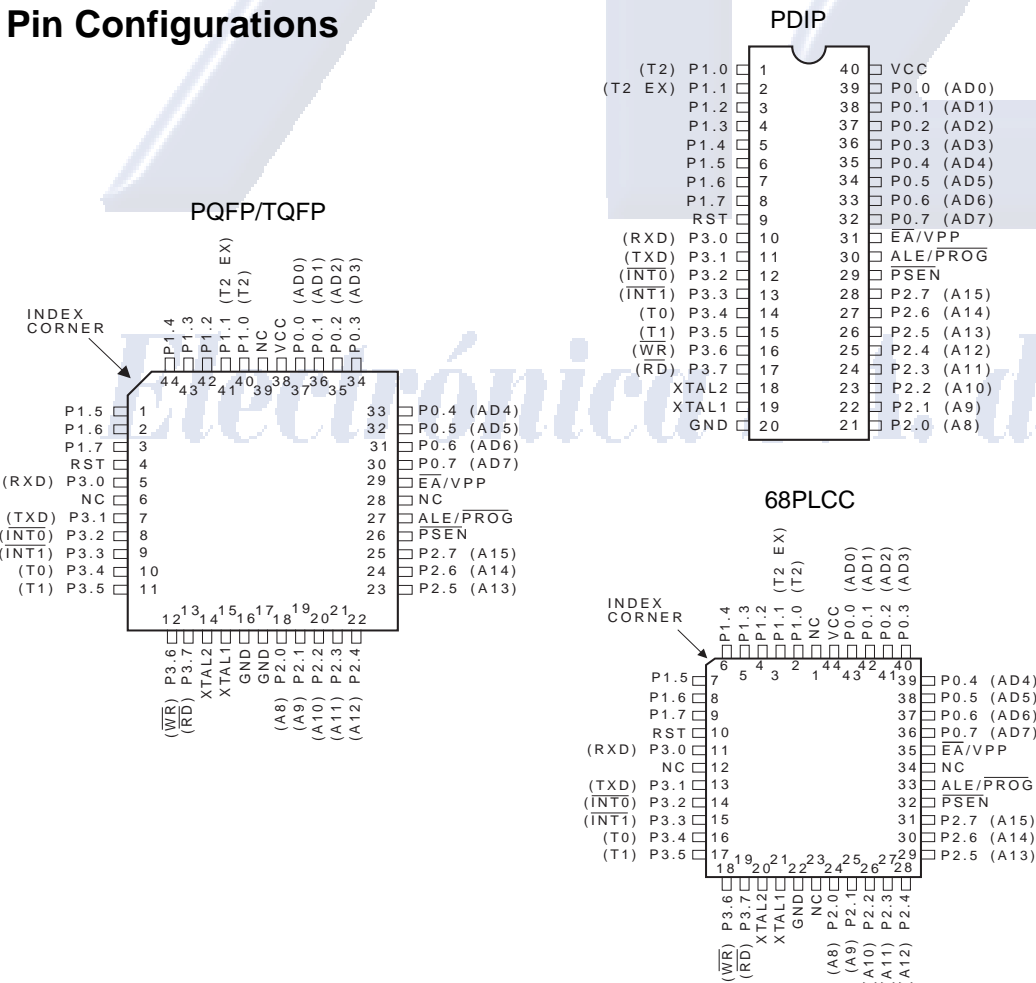 Pin Configurations
PDIP
(T2) P1.0 1 40 VCC
(T2 EX) P1.1 2 39 P0.0 (AD0)
P1.2 3 38 P0.1 (AD1)
P1.3 4 37 P0.2 (AD2)
P1.4 5 36 P0.3 (AD3)
P1.5 6 35 P0.4 (AD4)
P1.6 7 34 P0.5 (AD5)
P1.7 8 33 P0.6 (AD6)
RST 9 32 P0.7 (AD7)
(RXD) P3.0 10 31 EA/VPP
(TXD) P3.1 11 30 ALE/PROG
(INT0) P3.2 12 29 PSEN
(INT1) P3.3 13 28 P2.7 (A15)
(T0) P3.4 14 27 P2.6 (A14)
(T1) P3.5 15 26 P2.5 (A13)
(WR) P3.6 16 25 P2.4 (A12)
(RD) P3.7 17 24 P2.3 (A11)
XTAL2 18 23 P2.2 (A10)
XTAL1 19 22 P2.1 (A9)
GND 20 21 P2.0 (A8)
PQFP/TQFP
INDEX
CORNER
P1.4
P1.3
P1.2
P1.1 (T2 EX)
P1.0 (T2)
NC
VCC
P0.0 (AD0)
P0.1 (AD1)
P0.2 (AD2)
P0.3 (AD3)
44 43 42 41 40 39 38 37 36 35 34
P1.5 1 33 P0.4 (AD4)
P1.6 2 32 P0.5 (AD5)
P1.7 3 31 P0.6 (AD6)
RST 4 30 P0.7 (AD7)
(RXD) P3.0 5 29 EA/VPP
NC 6 28 NC
(TXD) P3.1 7 27 ALE/PROG
(INT0) P3.2 8 26 PSEN
(INT1) P3.3 9 25 P2.7 (A15)
(T0) P3.4 10 24 P2.6 (A14)
(T1) P3.5 11 23 P2.5 (A13)
12 13 14 15 16 17 18 19 20 21 22
(WR) P3.6
(RD) P3.7
XTAL2
XTAL1
GND
GND
(A8) P2.0
(A9) P2.1
(A10) P2.2
(A11) P2.3
(A12) P2.4
68PLCC
INDEX
CORNER
P1.4
P1.3
P1.2
P1.1 (T2 EX)
P1.0 (T2)
NC
VCC
P0.0 (AD0)
P0.1 (AD1)
P0.2 (AD2)
P0.3 (AD3)
6 5 4 3 2 1 44 43 42 41 40
P1.5 7 39 P0.4 (AD4)
P1.6 8 38 P0.5 (AD5)
P1.7 9 37 P0.6 (AD6)
RST 10 36 P0.7 (AD7)
(RXD) P3.0 11 35 EA/VPP
NC 12 34 NC
(TXD) P3.1 13 33 ALE/PROG
(INT0) P3.2 14 32 PSEN
(INT1) P3.3 15 31 P2.7 (A15)
(T0) P3.4 16 30 P2.6 (A14)
(T1) P3.5 17 29 P2.5 (A13)
18 19 20 21 22 23 24 25 26 27 28
(WR) P3.6
(RD) P3.7
XTAL2
XTAL1
GND
NC
(A8) P2.0
(A9) P2.1
A10) P2.2
A11) P2.3
A12) P2.4
Electrónica